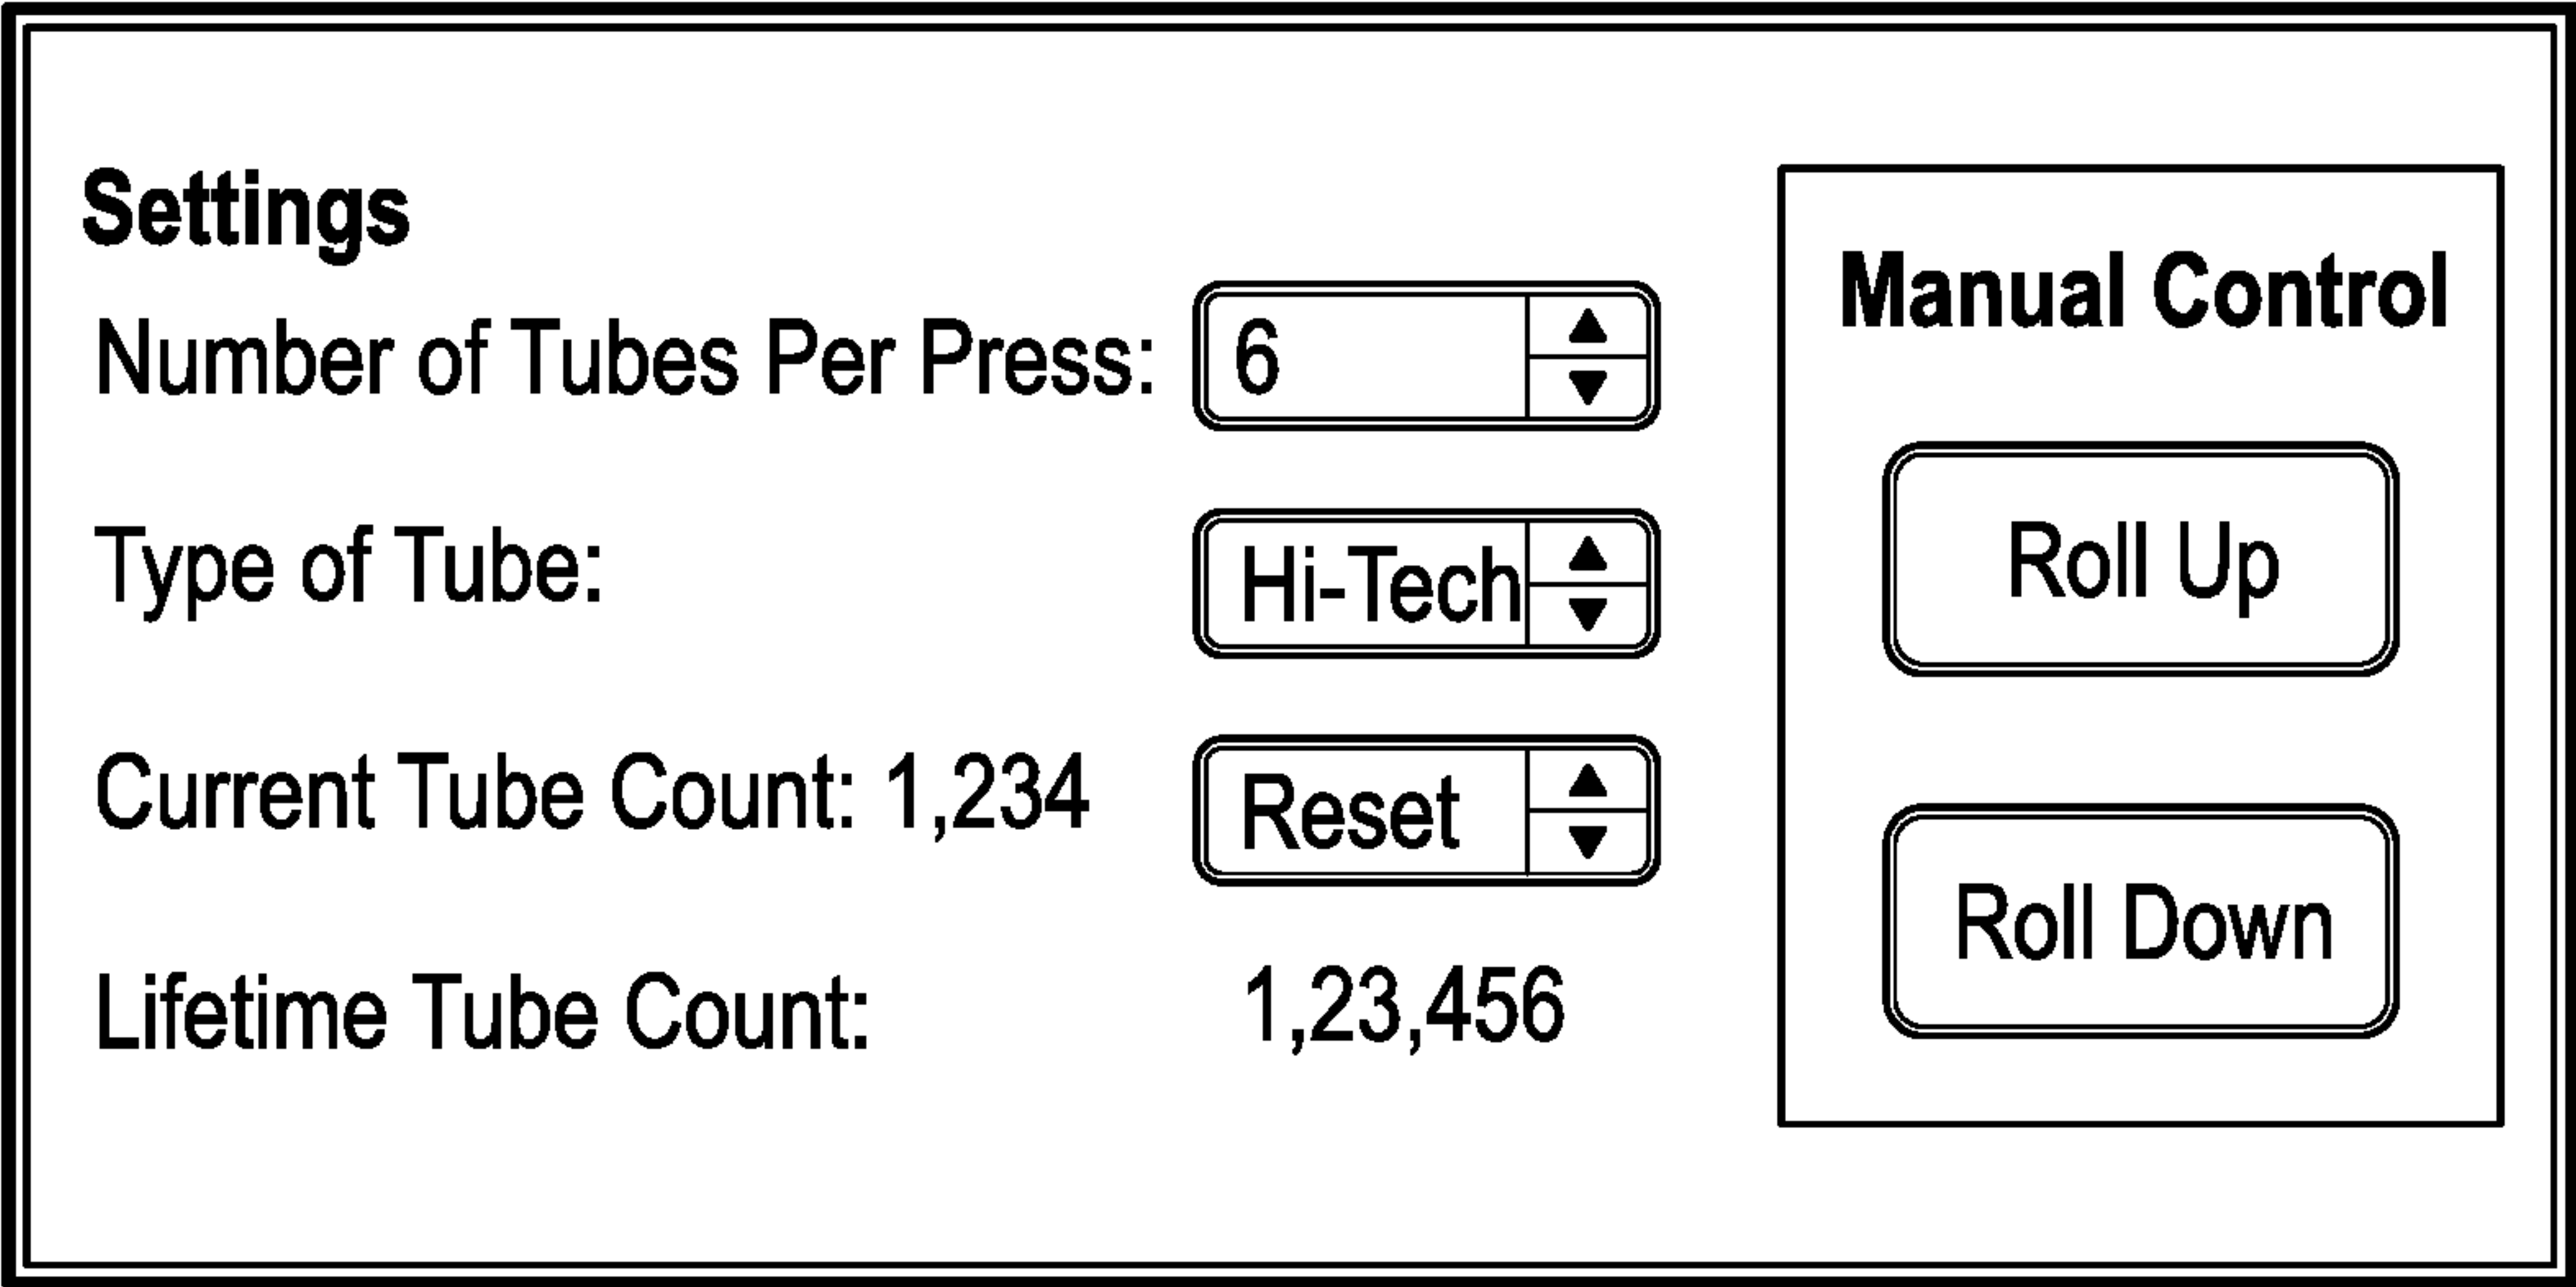 Settings
Number of Tubes Per Press: 6
Type of Tube: Hi-Tech
Current Tube Count: 1,234 Reset
Lifetime Tube Count: 1,23,456
Manual Control
Roll Up
Roll Down